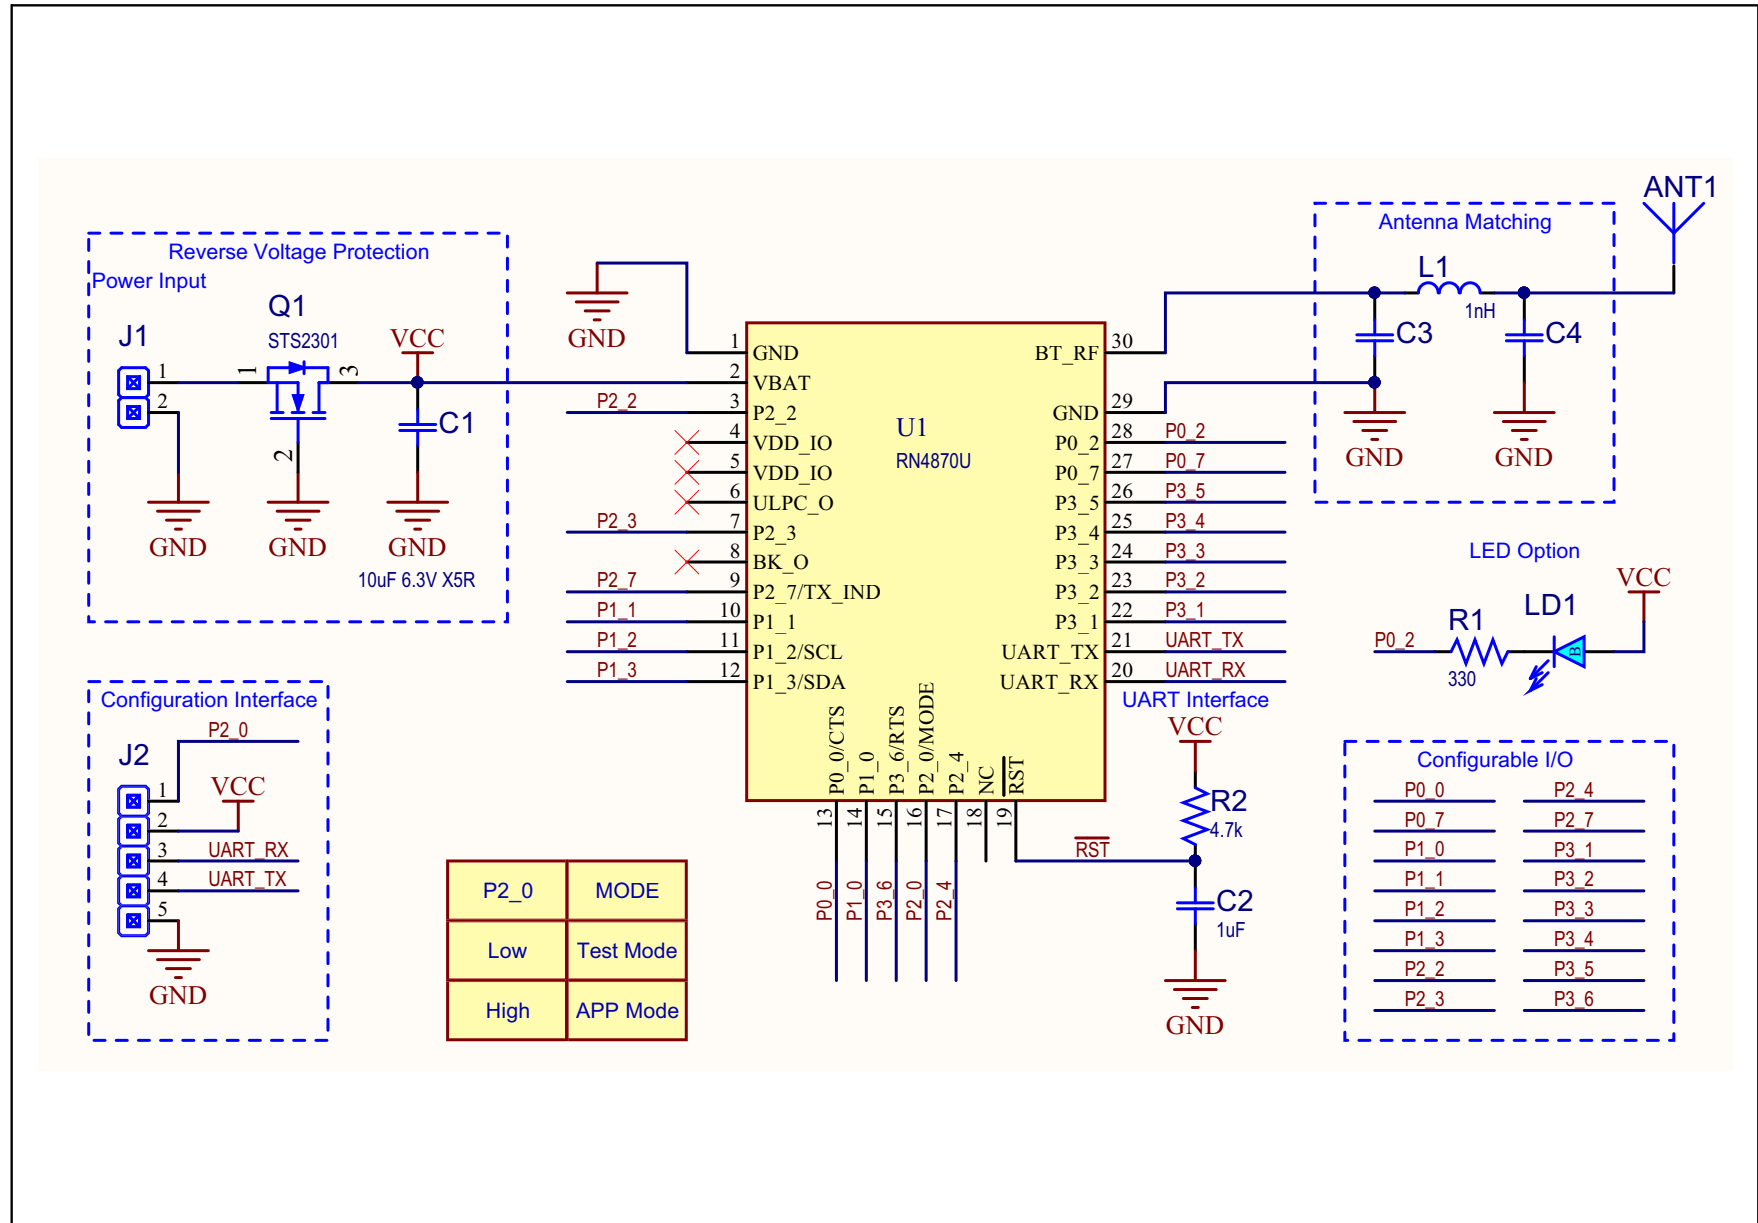 Reverse Voltage Protection
Power Input
J1
1
2
Q1
STS2301
1
3
2
VCC
C1
GND
GND
GND
10uF 6.3V X5R
Configuration Interface
P2_0
J2
VCC
1
2
3 UART_RX
4 UART_TX
5
GND
P2_0 MODE
Low Test Mode
High APP Mode
GND
U1
RN4870U
1 GND
2 VBAT
P2_2 3 P2_2
4 VDD_IO
5 VDD_IO
6 ULPC_O
P2_3 7 P2_3
8 BK_O
P2_7 9 P2_7/TX_IND
P1_1 10 P1_1
P1_2 11 P1_2/SCL
P1_3 12 P1_3/SDA
P0_0/CTS 13 P0_0
P1_0 14 P1_0
P3_6/RTS 15 P3_6
P2_0/MODE 16 P2_0
P2_4 17 P2_4
NC 18
RST 19
BT_RF 30
GND 29
P0_2 28 P0_2
P0_7 27 P0_7
P3_5 26 P3_5
P3_4 25 P3_4
P3_3 24 P3_3
P3_2 23 P3_2
P3_1 22 P3_1
UART_TX 21 UART_TX
UART_RX 20 UART_RX
UART Interface
VCC
R2
4.7k
RST
C2
1uF
GND
ANT1
Antenna Matching
L1
1nH
C3
C4
GND
GND
LED Option
VCC
LD1
R1
P0_2
330
B
Configurable I/O
P0_0 P2_4
P0_7 P2_7
P1_0 P3_1
P1_1 P3_2
P1_2 P3_3
P1_3 P3_4
P2_2 P3_5
P2_3 P3_6